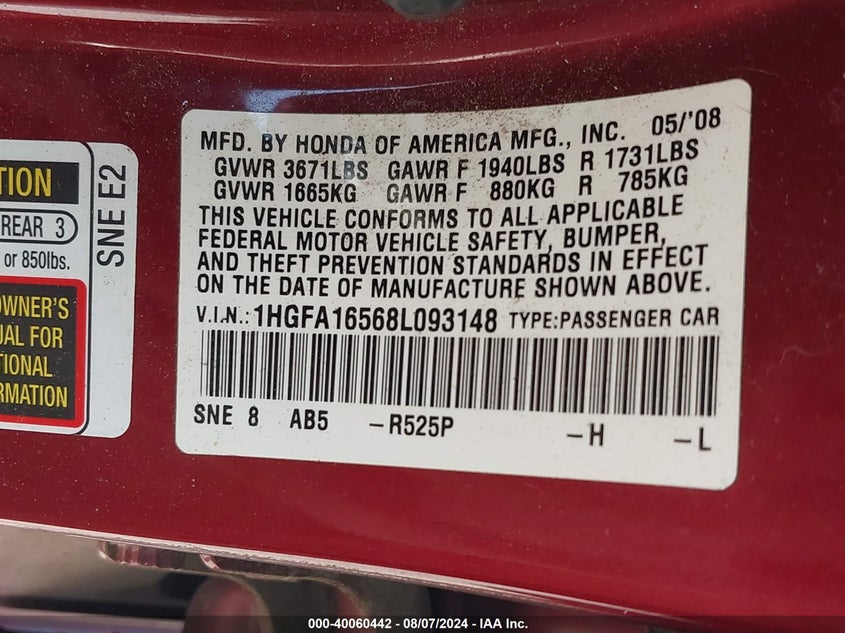 TION
REAR 3
or 850lbs.
OWNER'S
UAL FOR
TIONAL
RMATION
SNE E2
MFD. BY HONDA OF AMERICA MFG., INC. 05/'08
GVWR 3671LBS GAWR F 1940LBS R 1731LBS
GVWR 1665KG GAWR F 880KG R 785KG
THIS VEHICLE CONFORMS TO ALL APPLICABLE
FEDERAL MOTOR VEHICLE SAFETY, BUMPER,
AND THEFT PREVENTION STANDARDS IN EFFECT
ON THE DATE OF MANUFACTURE SHOWN ABOVE.
V.I.N.: 1HGFA16568L093148 TYPE:PASSENGER CAR
SNE 8 AB5 -R525P -H -L
000-40060442 - 08/07/2024 - IAA Inc.